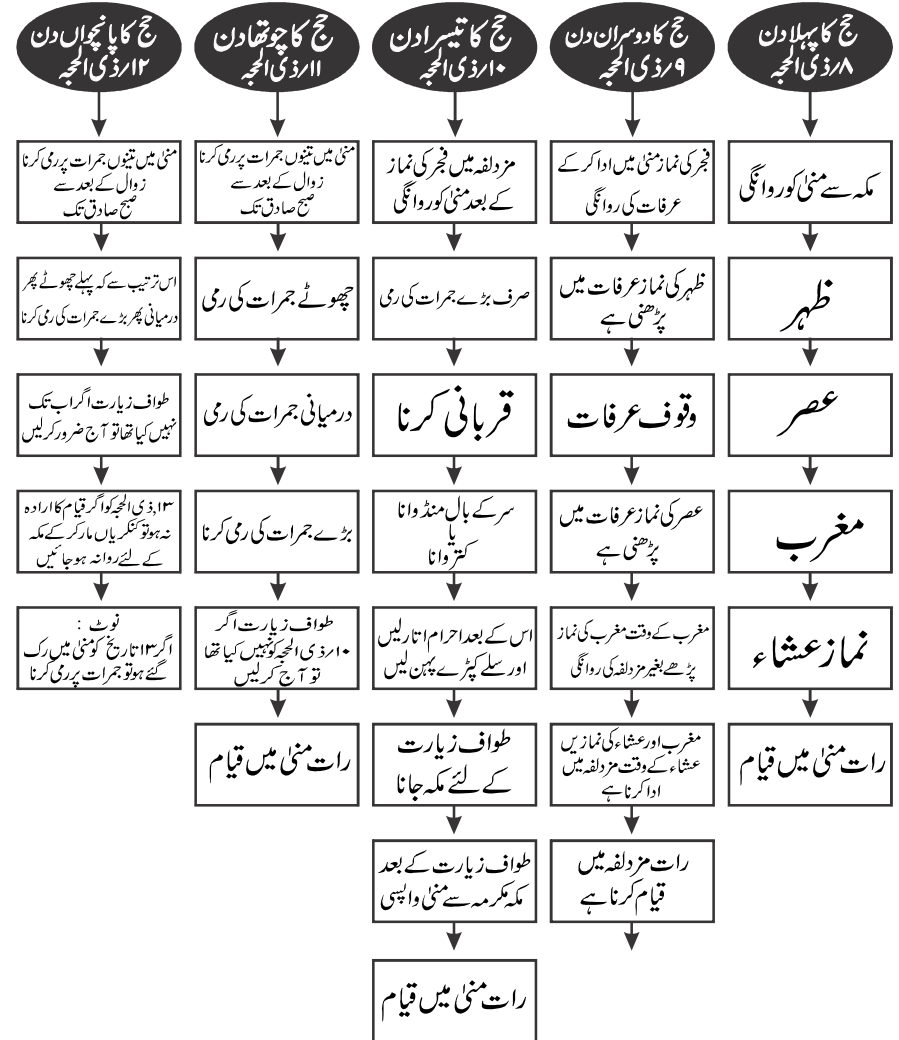 حج کا پہلا دن
۸؍ ذی الحجہ
مکہ سے منیٰ کو روانگی
ظہر
عصر
مغرب
نماز عشاء
رات منیٰ میں قیام
حج کا دوسران دن
۹؍ ذی الحجہ
فجر کی نماز منیٰ میں ادا کر کے
عرفات کی روانگی
ظہر کی نماز عرفات میں
پڑھنی ہے
وقوف عرفات
عصر کی نماز عرفات میں
پڑھنی ہے
مغرب کے وقت مغرب کی نماز
پڑھے بغیر مزدلفہ کی روانگی
مغرب اور عشاء کی نمازیں
عشاء کے وقت مزدلفہ میں
ادا کرنا ہے
رات مزدلفہ میں
قیام کرنا ہے
حج کا تیسرا دن
۱۰؍ ذی الحجہ
مزدلفہ میں فجر کی نماز
کے بعد منیٰ کو روانگی
صرف بڑے جمرات کی رمی
قربانی کرنا
سر کے بال منڈوانا
یا
کتروانا
اس کے بعد احرام اتار لیں
اور سلے کپڑے پہن لیں
طواف زیارت
کے لئے مکہ جانا
طواف زیارت کے بعد
مکہ مکرمہ سے منیٰ واپسی
رات منیٰ میں قیام
حج کا چوتھا دن
۱۱؍ ذی الحجہ
منیٰ میں تینوں جمرات پر رمی کرنا
زوال کے بعد سے
صبح صادق تک
چھوٹے جمرات کی رمی
درمیانی جمرات کی رمی
بڑے جمرات کی رمی کرنا
طواف زیارت اگر
۱۰؍ ذی الحجہ کو نہیں کیا تھا
تو آج کر لیں
رات منیٰ میں قیام
حج کا پانچواں دن
۱۲؍ ذی الحجہ
منیٰ میں تینوں جمرات پر رمی کرنا
زوال کے بعد سے
صبح صادق تک
اس ترتیب سے کہ پہلے چھوٹے پھر
درمیانی پھر بڑے جمرات کی رمی کرنا
طواف زیارت اگر اب تک
نہیں کیا تھا تو آج ضرور کر لیں
۱۳؍ ذی الحجہ کو اگر قیام کا ارادہ
نہ ہو تو کنکریاں مار کر کے مکہ
کے لئے روانہ ہو جائیں
نوٹ :
اگر ۱۳ تاریخ کو منیٰ میں رک
گئے ہو تو جمرات پر رمی کرنا